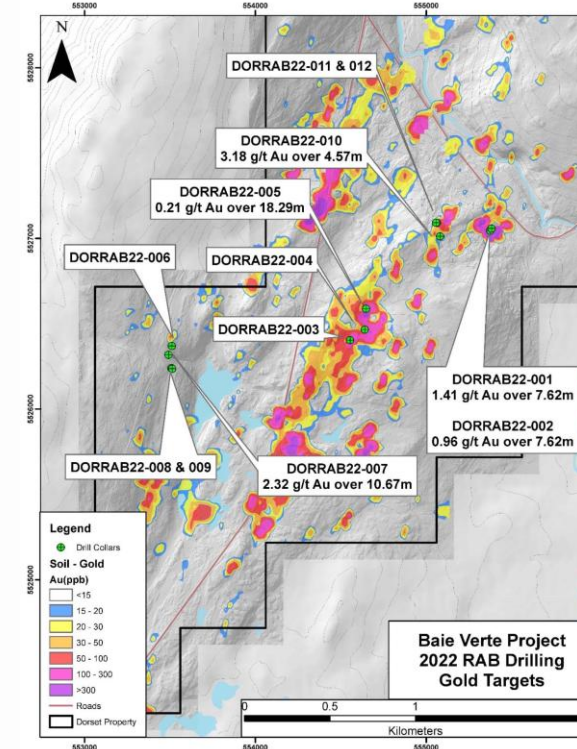 553000 554000 555000
N
5528000
DORRAB22-011 & 012
DORRAB22-010
3.18 g/t Au over 4.57m
DORRAB22-005
0.21 g/t Au over 18.29m
5527000
DORRAB22-006
DORRAB22-004
DORRAB22-003
DORRAB22-001
1.41 g/t Au over 7.62m
5526000
DORRAB22-002
0.96 g/t Au over 7.62m
DORRAB22-008 & 009
DORRAB22-007
2.32 g/t Au over 10.67m
Legend
Drill Collars
Soil - Gold
Au(ppb)
<15
15 - 20
20 - 30
30 - 50
50 - 100
100 - 300
>300
Roads
Dorset Property
5525000
Baie Verte Project
2022 RAB Drilling
Gold Targets
0 0.5 1
Kilometers
553000 554000 555000